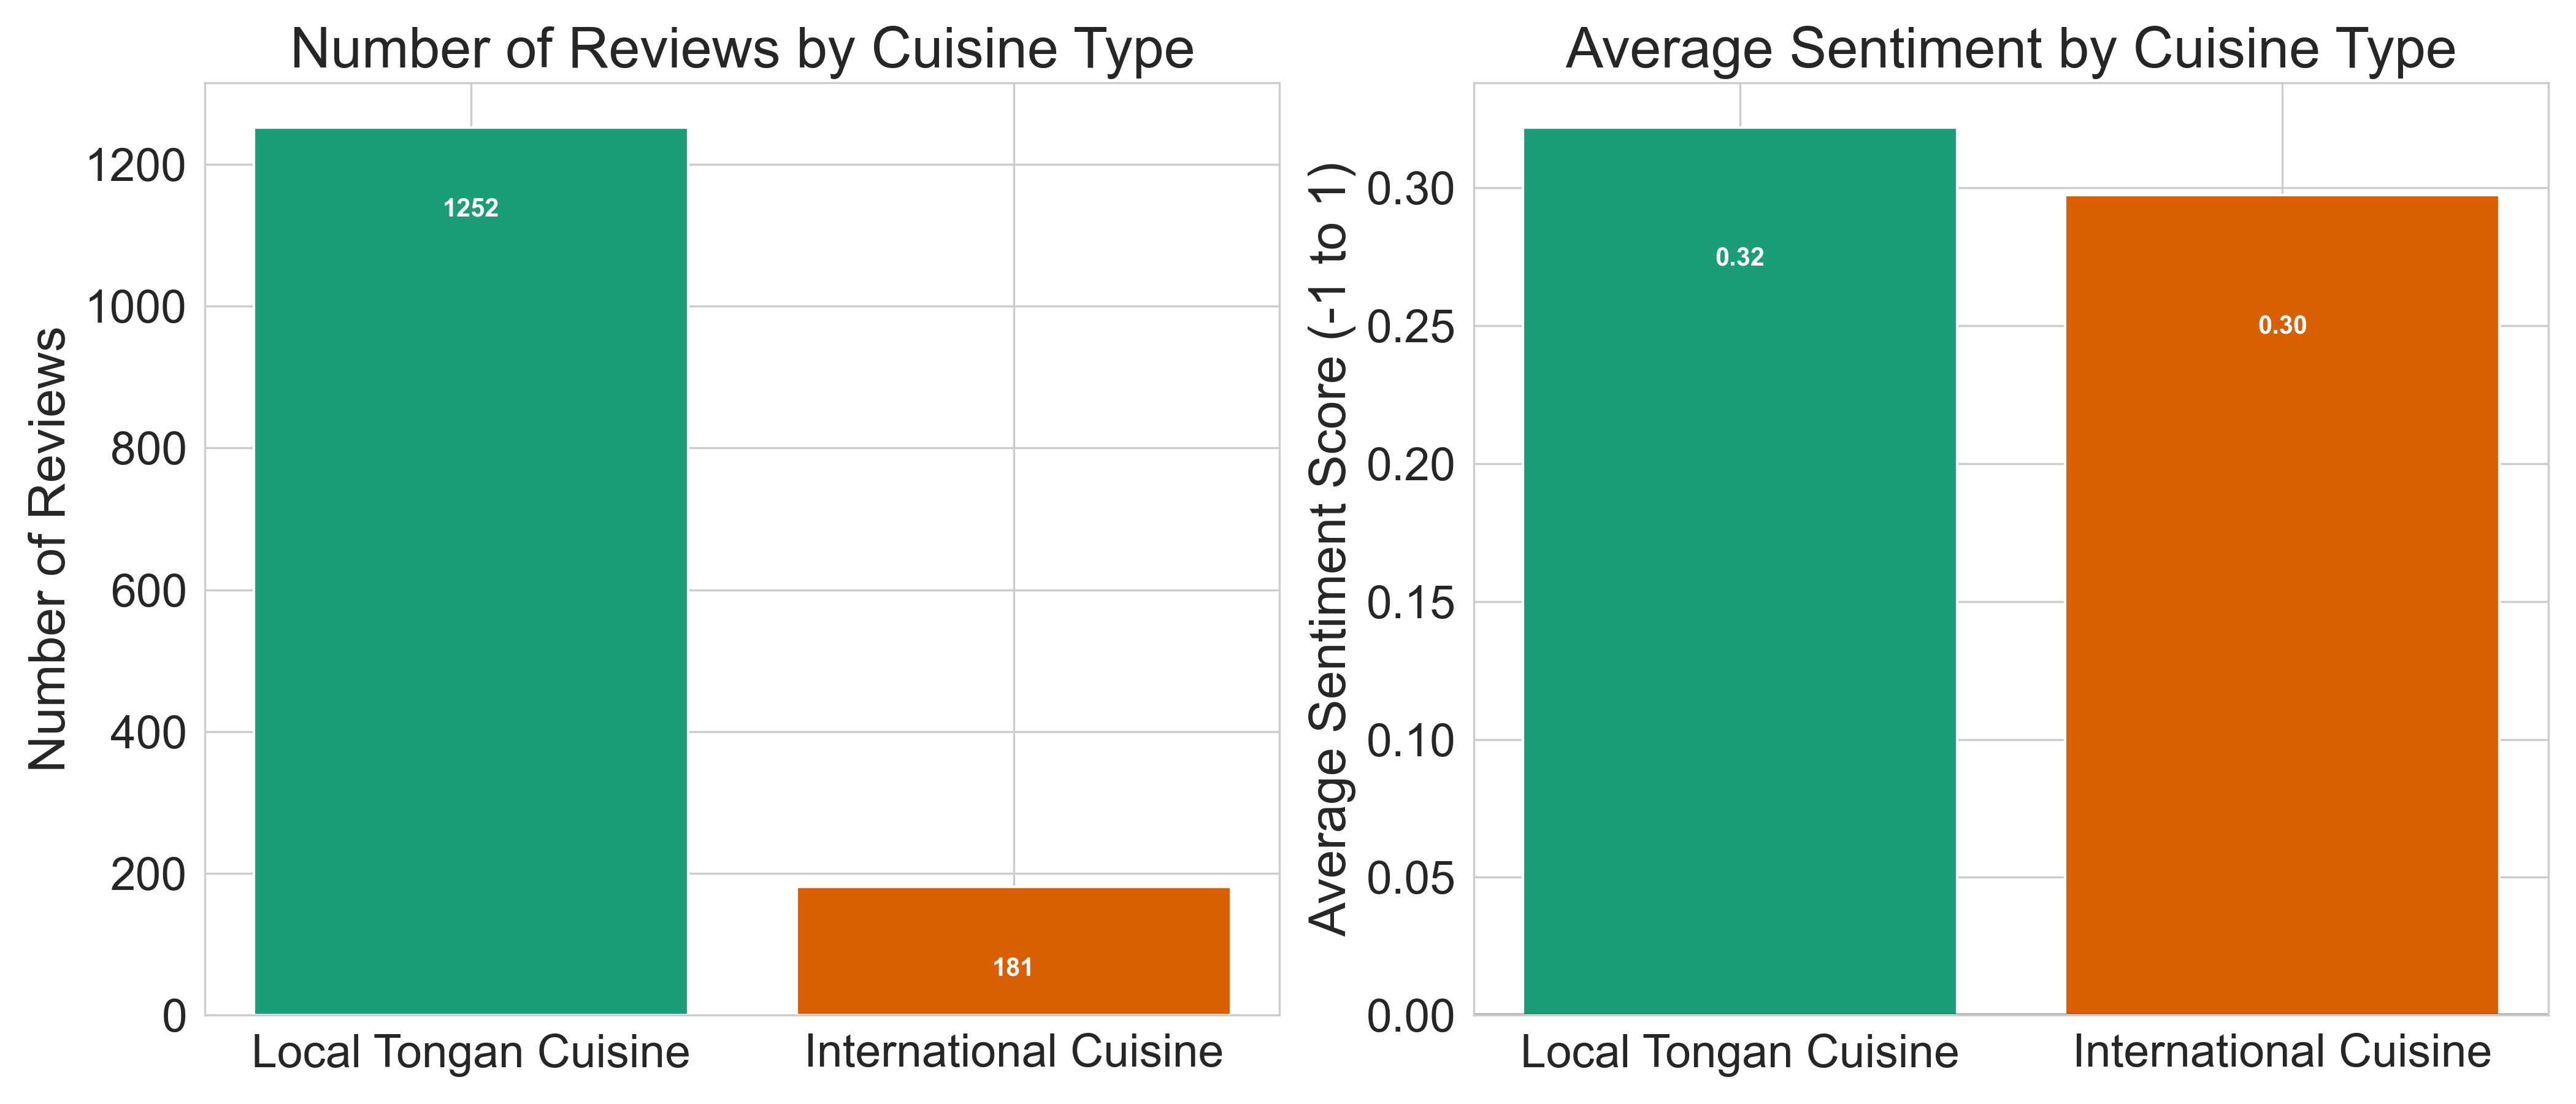 Number of Reviews by Cuisine Type
Number of Reviews
1200
1000
800
600
400
200
0
1252
181
Local Tongan Cuisine
International Cuisine
Average Sentiment by Cuisine Type
Average Sentiment Score (-1 to 1)
0.30
0.25
0.20
0.15
0.10
0.05
0.00
0.32
0.30
Local Tongan Cuisine
International Cuisine